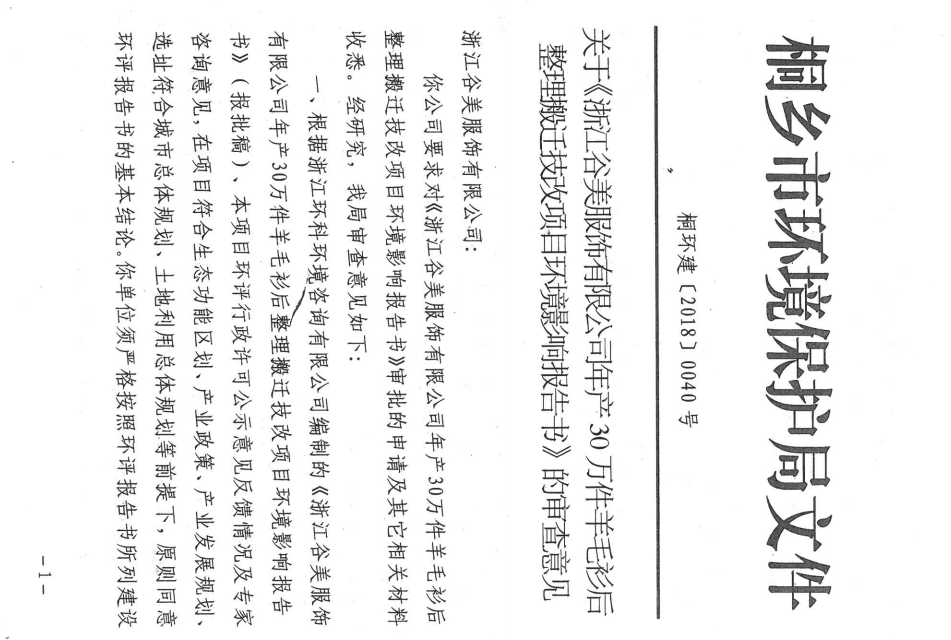 桐乡市环境保护局文件
桐环建〔2018〕0040号
关于《浙江谷美服饰有限公司年产30万件羊毛衫后
整理搬迁技改项目环境影响报告书》的审查意见
浙江谷美服饰有限公司：
你公司要求对《浙江谷美服饰有限公司年产30万件羊毛衫后
整理搬迁技改项目环境影响报告书》审批的申请及其它相关材料
收悉。经研究，我局审查意见如下：
一、根据浙江环科环境咨询有限公司编制的《浙江谷美服饰
有限公司年产30万件羊毛衫后整理搬迁技改项目环境影响报告
书》（报批稿）、本项目环评行政许可公示意见反馈情况及专家
咨询意见，在项目符合生态功能区划、产业政策、产业发展规划、
选址符合城市总体规划、土地利用总体规划等前提下，原则同意
环评报告书的基本结论。你单位须严格按照环评报告书所列建设
-1-